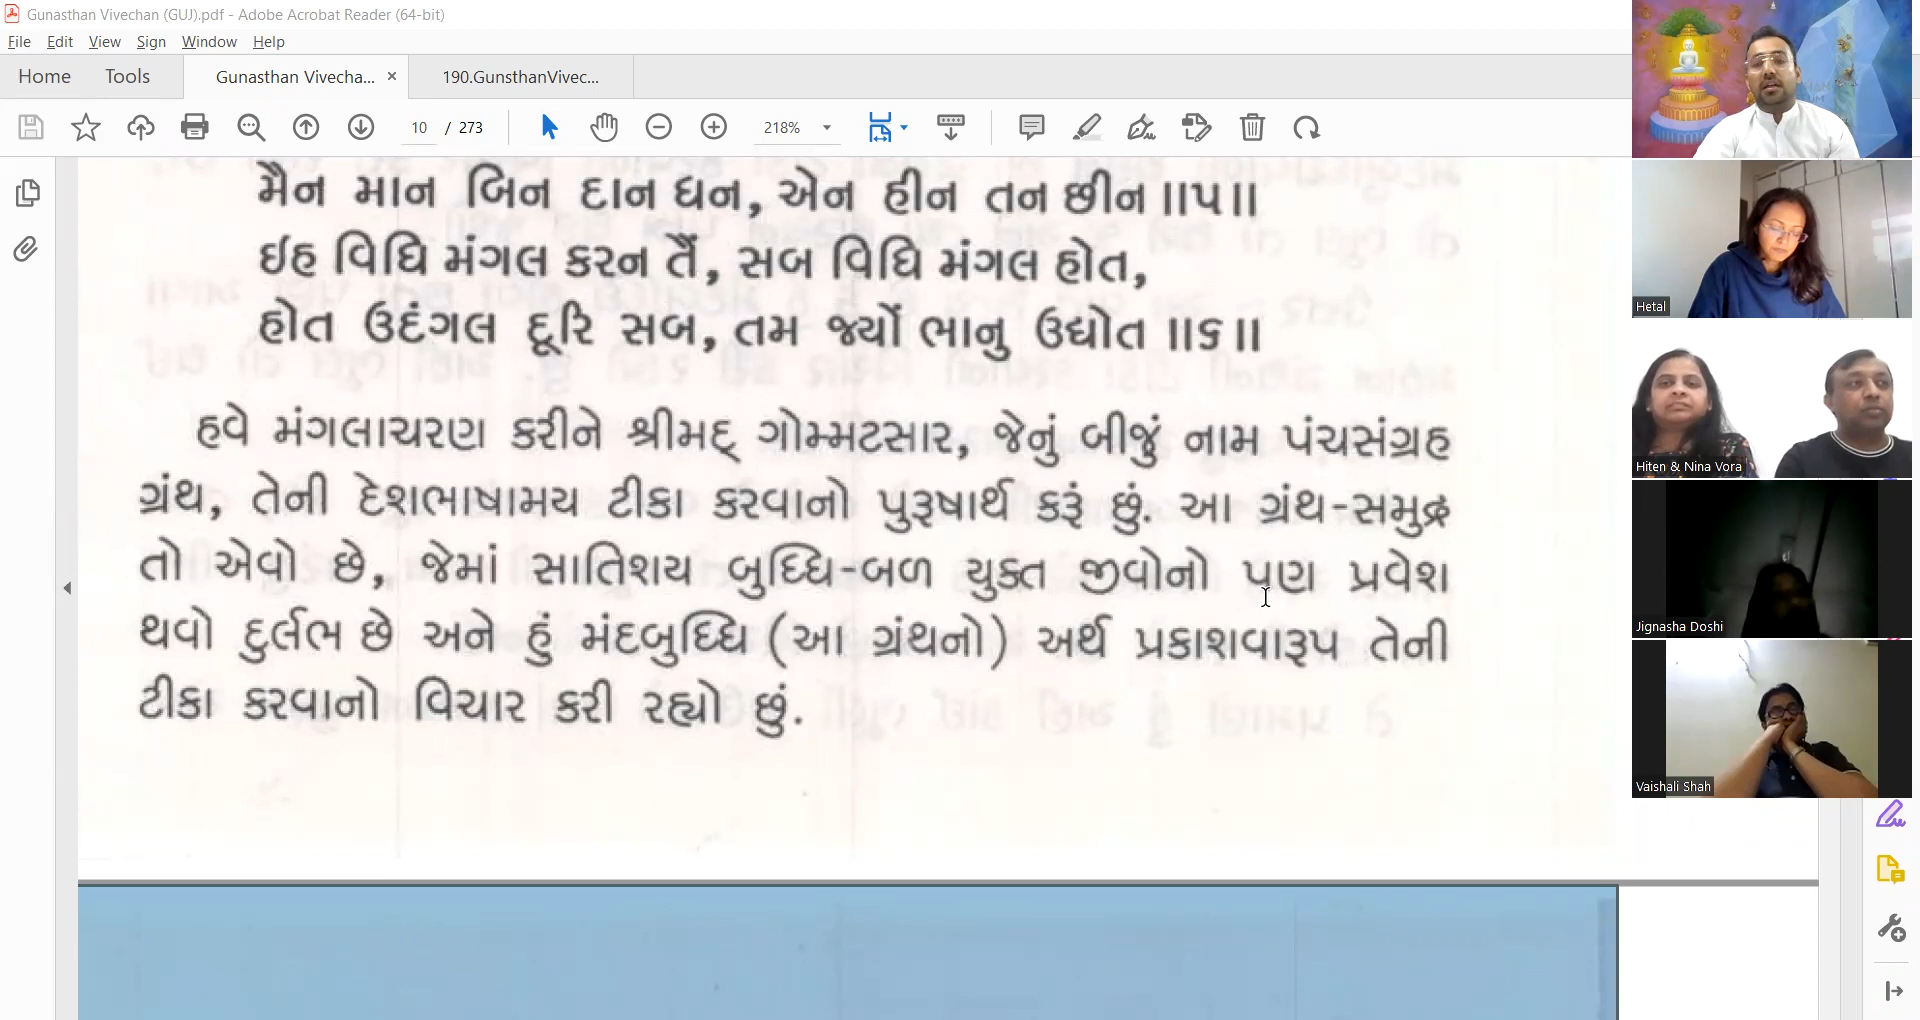 Gunasthan Vivechan (GUJ).pdf - Adobe Acrobat Reader (64-bit)
File Edit View Sign Window Help
Home Tools Gunasthan Vivecha... × 190.GunsthanVivec...
10 / 273 218%
મૈન માન બિન દાન ધન, એન હીન તન છીન ॥૫॥
ઈહ વિધિ મંગલ કરન તૈં, સબ વિધિ મંગલ હોત,
હોત ઉદંગલ દૂરિ સબ, તમ જ્યોં ભાનુ ઉદ્યોત ॥૬॥
હવે મંગલાચરણ કરીને શ્રીમદ્ ગોમ્મટસાર, જેનું બીજું નામ પંચસંગ્રહ
ગ્રંથ, તેની દેશભાષામય ટીકા કરવાનો પુરૂષાર્થ કરૂં છું. આ ગ્રંથ-સમુદ્ર
તો એવો છે, જેમાં સાતિશય બુધ્ધિ-બળ યુક્ત જીવોનો પણ પ્રવેશ
થવો દુર્લભ છે અને હું મંદબુધ્ધિ (આ ગ્રંથનો) અર્થ પ્રકાશવારૂપ તેની
ટીકા કરવાનો વિચાર કરી રહ્યો છું.
Hetal
Hiten & Nina Vora
Jignasha Doshi
Vaishali Shah